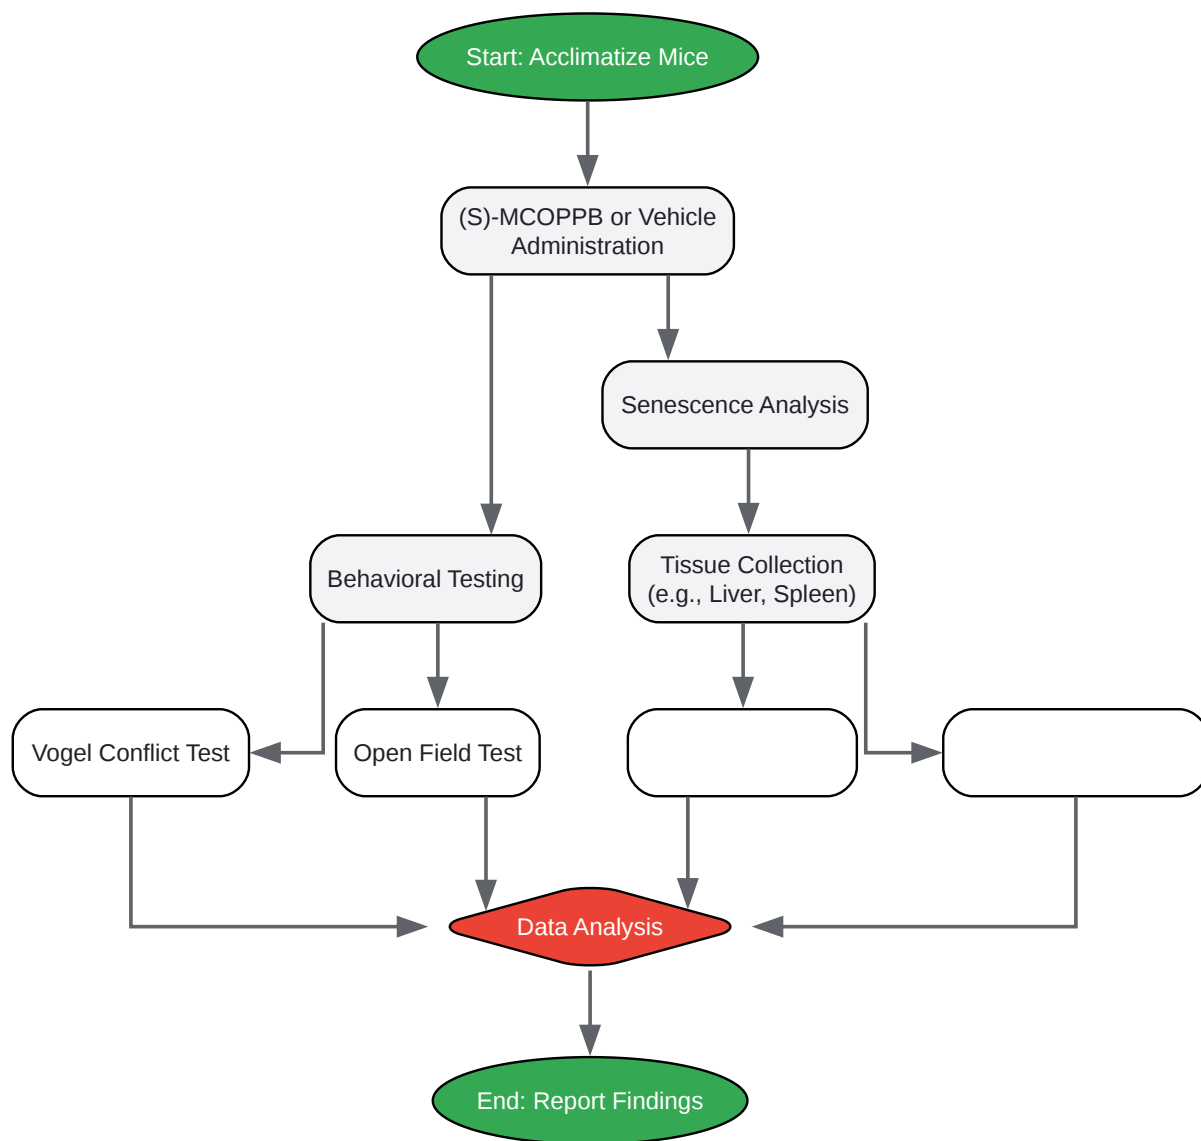 Start: Acclimatize Mice
(S)-MCOPPB or Vehicle
Administration
Senescence Analysis
Behavioral Testing
Tissue Collection
(e.g., Liver, Spleen)
Vogel Conflict Test
Open Field Test
Data Analysis
End: Report Findings